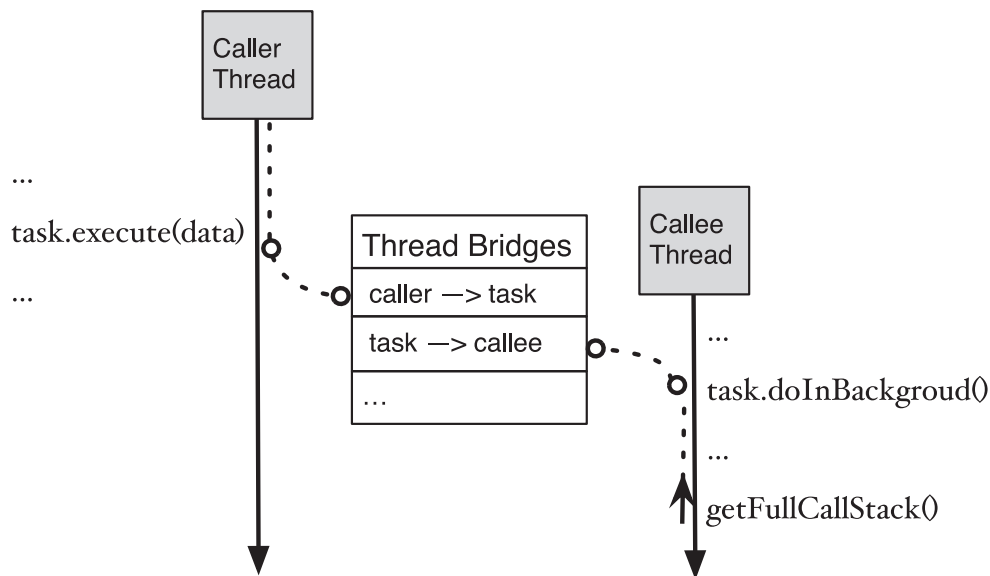 Caller
Thread
...
task.execute(data)
...
Thread Bridges
caller —> task
task —> callee
...
Callee
Thread
...
task.doInBackgroud()
...
getFullCallStack()